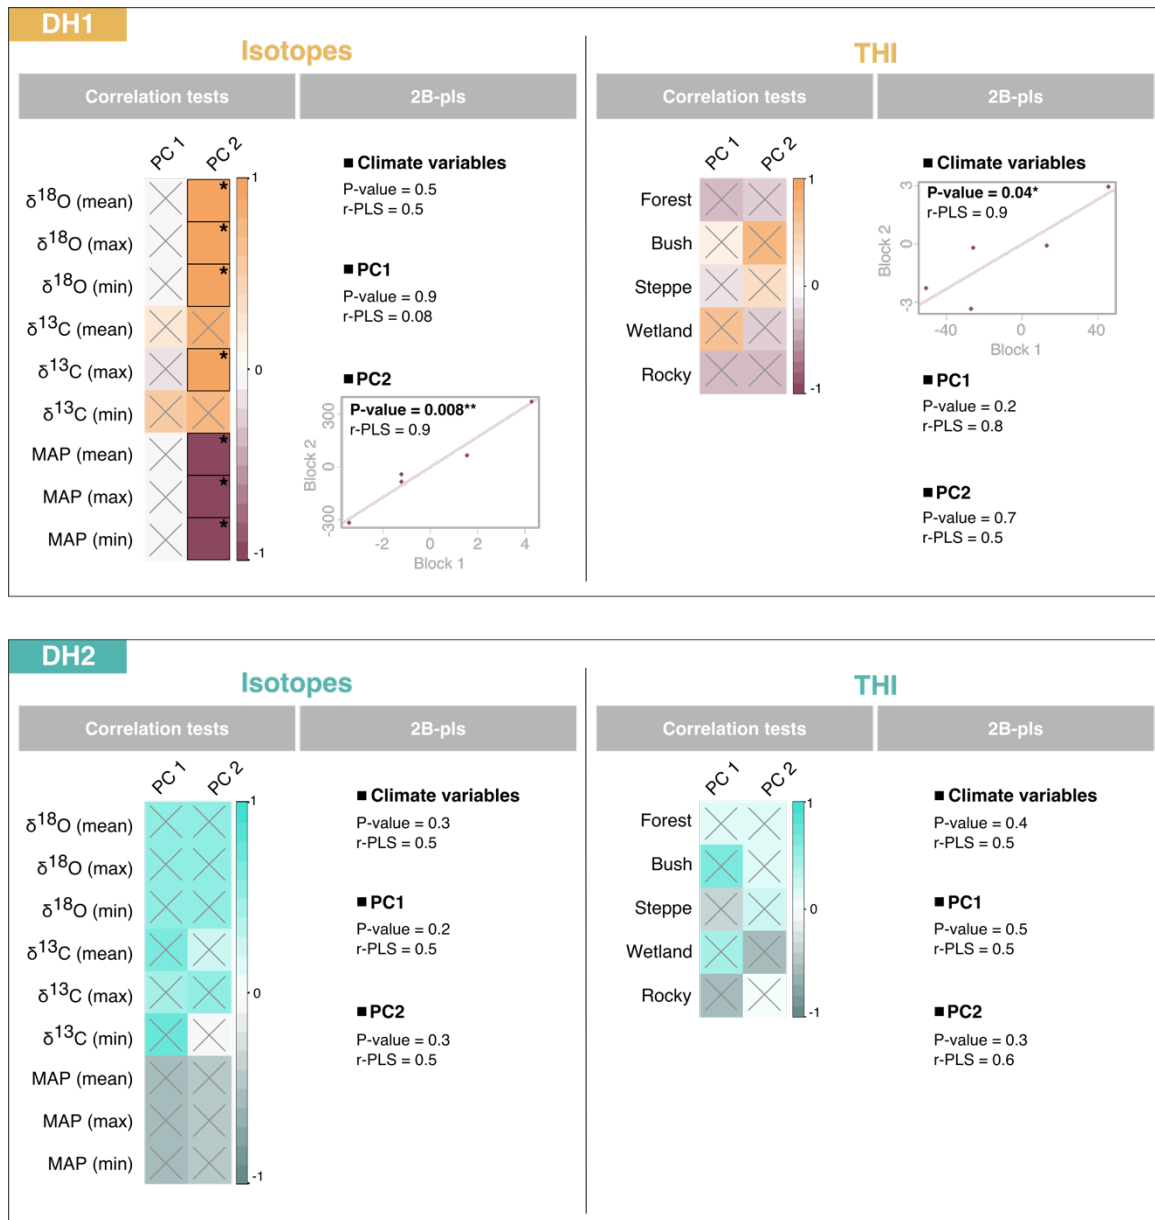 DH1
Isotopes
Correlation tests
2B-pls
PC 1
PC 2
δ18O (mean)
δ18O (max)
δ18O (min)
δ13C (mean)
δ13C (max)
δ13C (min)
MAP (mean)
MAP (max)
MAP (min)
*
*
*
*
*
*
*
1
0
-1
■ Climate variables
P-value = 0.5
r-PLS = 0.5
■ PC1
P-value = 0.9
r-PLS = 0.08
■ PC2
P-value = 0.008**
r-PLS = 0.9
Block 2
300
0
-300
-2 0 2 4
Block 1
THI
Correlation tests
2B-pls
PC 1
PC 2
Forest
Bush
Steppe
Wetland
Rocky
1
0
-1
■ Climate variables
P-value = 0.04*
r-PLS = 0.9
Block 2
3
0
-3
-40 0 40
Block 1
■ PC1
P-value = 0.2
r-PLS = 0.8
■ PC2
P-value = 0.7
r-PLS = 0.5
DH2
Isotopes
Correlation tests
2B-pls
PC 1
PC 2
δ18O (mean)
δ18O (max)
δ18O (min)
δ13C (mean)
δ13C (max)
δ13C (min)
MAP (mean)
MAP (max)
MAP (min)
1
0
-1
■ Climate variables
P-value = 0.3
r-PLS = 0.5
■ PC1
P-value = 0.2
r-PLS = 0.5
■ PC2
P-value = 0.3
r-PLS = 0.5
THI
Correlation tests
2B-pls
PC 1
PC 2
Forest
Bush
Steppe
Wetland
Rocky
1
0
-1
■ Climate variables
P-value = 0.4
r-PLS = 0.5
■ PC1
P-value = 0.5
r-PLS = 0.5
■ PC2
P-value = 0.3
r-PLS = 0.6